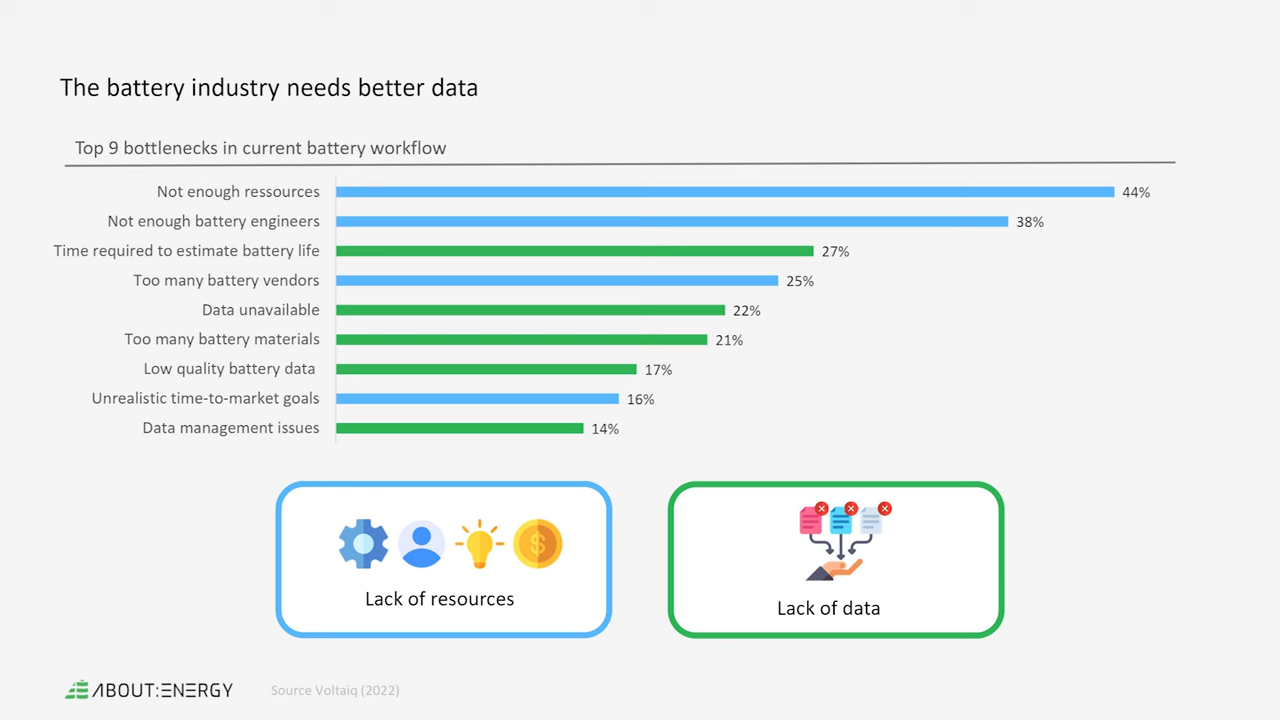 The battery industry needs better data
Top 9 bottlenecks in current battery workflow
Not enough ressources 44%
Not enough battery engineers 38%
Time required to estimate battery life 27%
Too many battery vendors 25%
Data unavailable 22%
Too many battery materials 21%
Low quality battery data 17%
Unrealistic time-to-market goals 16%
Data management issues 14%
$
Lack of resources
Lack of data
ABOUT:ENERGY
Source Voltaiq (2022)